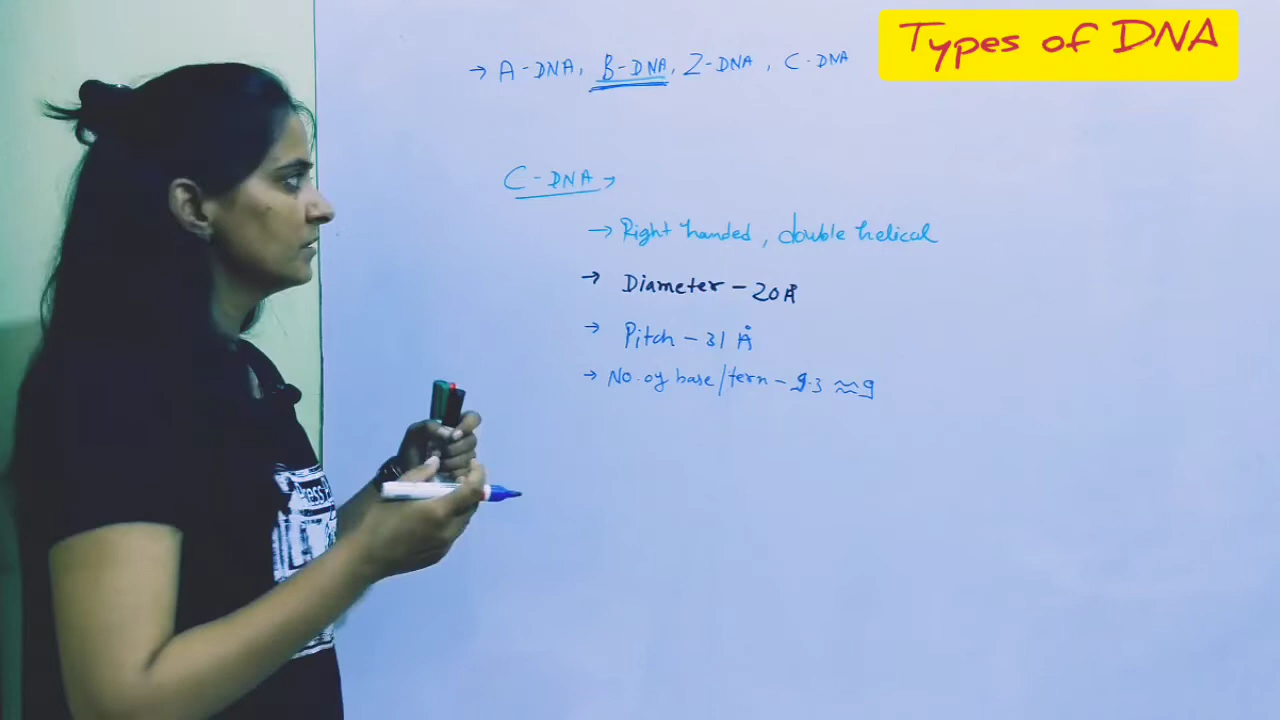 Types of DNA
→ A-DNA, B-DNA, Z-DNA, C-DNA
C-DNA →
→ Right handed, double helical
→ Diameter - 20 Å
→ Pitch - 31 Å
→ No. of base/tern - 9.3 ≈ 9